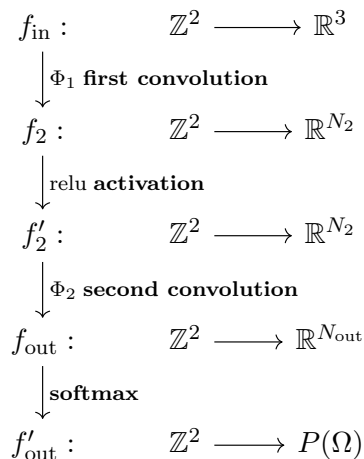 f_in : ℤ² ⟶ ℝ³
Φ₁ first convolution
f₂ : ℤ² ⟶ ℝ^{N₂}
relu activation
f₂′ : ℤ² ⟶ ℝ^{N₂}
Φ₂ second convolution
f_out : ℤ² ⟶ ℝ^{N_out}
softmax
f′_out : ℤ² ⟶ P(Ω)